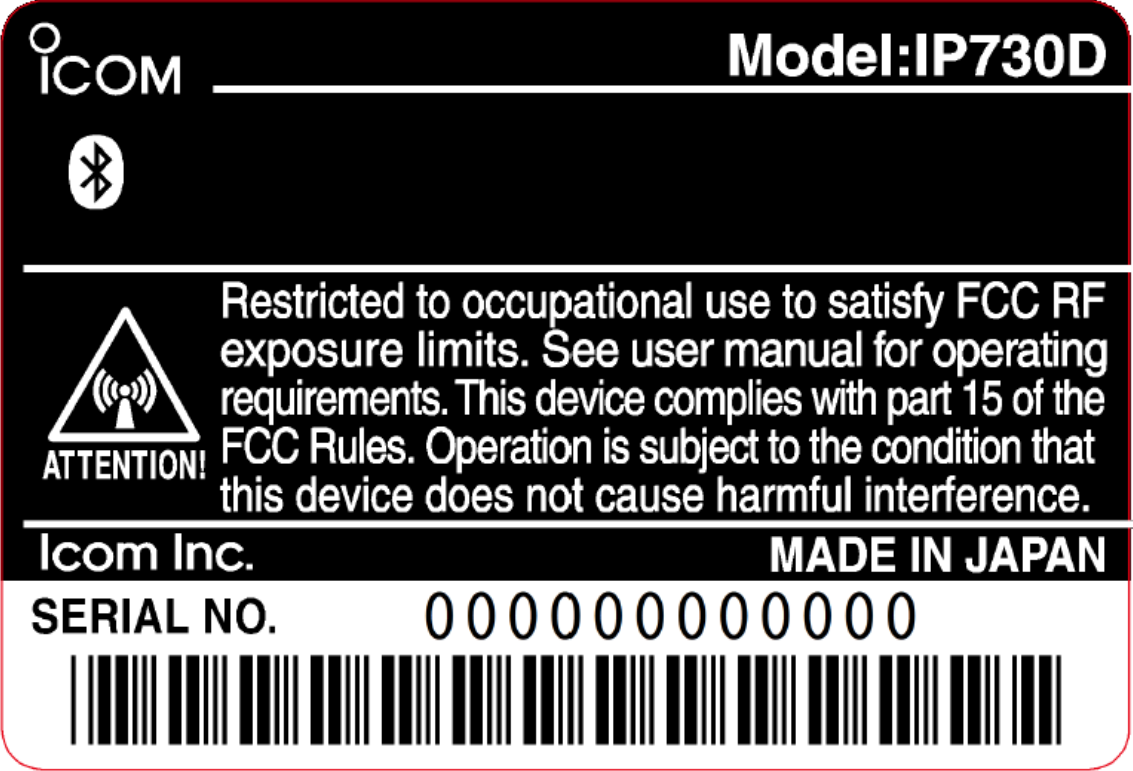 ICOM
Model:IP730D
Restricted to occupational use to satisfy FCC RF
exposure limits. See user manual for operating
requirements. This device complies with part 15 of the
FCC Rules. Operation is subject to the condition that
this device does not cause harmful interference.
ATTENTION!
Icom Inc.
MADE IN JAPAN
SERIAL NO. 000000000000